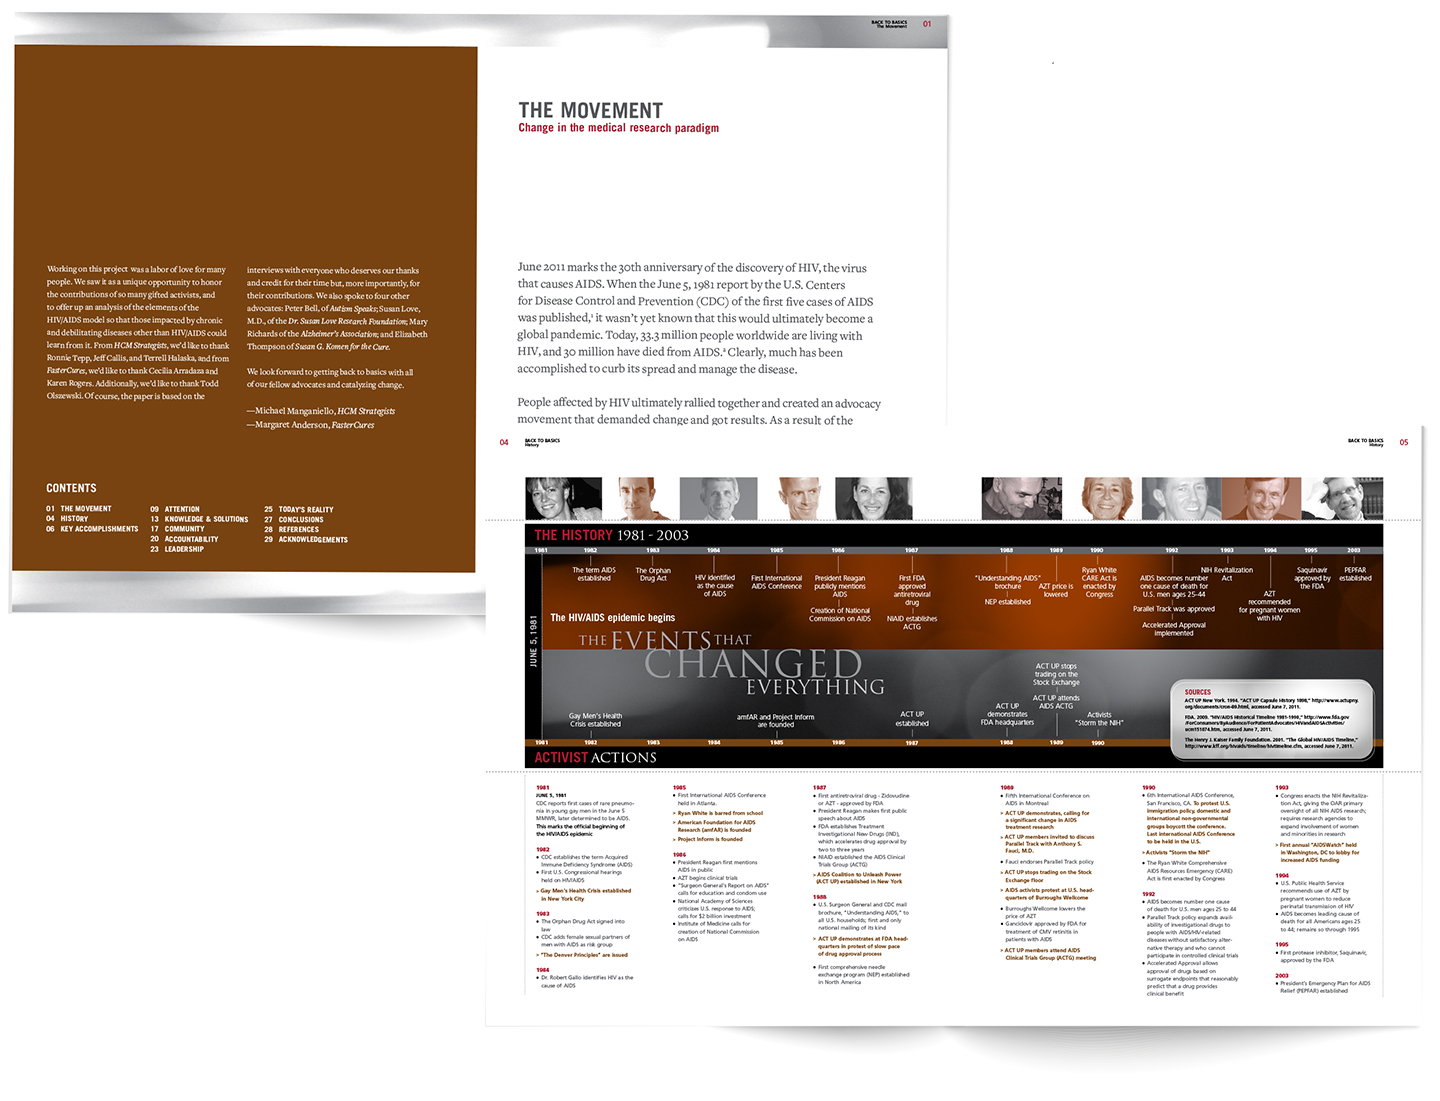 BACK TO BASICS
The Movement
01
THE MOVEMENT
Change in the medical research paradigm
June 2011 marks the 30th anniversary of the discovery of HIV, the virus
that causes AIDS. When the June 5, 1981 report by the U.S. Centers
for Disease Control and Prevention (CDC) of the first five cases of AIDS
was published,¹ it wasn't yet known that this would ultimately become a
global pandemic. Today, 33.3 million people worldwide are living with
HIV, and 30 million have died from AIDS.² Clearly, much has been
accomplished to curb its spread and manage the disease.
People affected by HIV ultimately rallied together and created an advocacy
movement that demanded change and got results. As a result of the
Working on this project was a labor of love for many
people. We saw it as a unique opportunity to honor
the contributions of so many gifted activists, and
to offer up an analysis of the elements of the
HIV/AIDS model so that those impacted by chronic
and debilitating diseases other than HIV/AIDS could
learn from it. From HCM Strategists, we'd like to thank
Ronnie Tepp, Jeff Callis, and Terrell Halaska, and from
FasterCures, we'd like to thank Cecilia Arradaza and
Karen Rogers. Additionally, we'd like to thank Todd
Olszewski. Of course, the paper is based on the
interviews with everyone who deserves our thanks
and credit for their time but, more importantly, for
their contributions. We also spoke to four other
advocates: Peter Bell, of Autism Speaks; Susan Love,
M.D., of the Dr. Susan Love Research Foundation; Mary
Richards of the Alzheimer's Association; and Elizabeth
Thompson of Susan G. Komen for the Cure.
We look forward to getting back to basics with all
of our fellow advocates and catalyzing change.
—Michael Manganiello, HCM Strategists
—Margaret Anderson, FasterCures
CONTENTS
01 THE MOVEMENT
04 HISTORY
06 KEY ACCOMPLISHMENTS
09 ATTENTION
13 KNOWLEDGE & SOLUTIONS
17 COMMUNITY
20 ACCOUNTABILITY
23 LEADERSHIP
25 TODAY'S REALITY
27 CONCLUSIONS
28 REFERENCES
29 ACKNOWLEDGEMENTS
04
BACK TO BASICS
History
BACK TO BASICS
History
05
THE HISTORY 1981 - 2003
1981 1982 1983 1984 1985 1986 1987 1988 1989 1990 1992 1993 1994 1995 2003
The term AIDS
established
The Orphan
Drug Act
HIV identified
as the cause
of AIDS
First International
AIDS Conference
President Reagan
publicly mentions
AIDS
Creation of National
Commission on AIDS
First FDA
approved
antiretroviral
drug
NIAID establishes
ACTG
"Understanding AIDS"
brochure
NEP established
AZT price is
lowered
Ryan White
CARE Act is
enacted by
Congress
AIDS becomes number
one cause of death for
U.S. men ages 25-44
Parallel Track was approved
Accelerated Approval
implemented
NIH Revitalization
Act
AZT
recommended
for pregnant women
with HIV
Saquinavir
approved by
the FDA
PEPFAR
established
JUNE 5, 1981
The HIV/AIDS epidemic begins
THE EVENTS THAT
CHANGED
EVERYTHING
Gay Men's Health
Crisis established
amfAR and Project Inform
are founded
ACT UP
established
ACT UP
demonstrates
FDA headquarters
ACT UP stops
trading on the
Stock Exchange
ACT UP attends
AIDS ACTG
Activists
"Storm the NIH"
SOURCES
ACT UP New York. 1994. "ACT UP Capsule History 1989," http://www.actupny.
org/documents/cron-89.html, accessed June 7, 2011.
FDA. 2009. "HIV/AIDS Historical Timeline 1981-1990," http://www.fda.gov
/ForConsumers/ByAudience/ForPatientAdvocates/HIVandAIDSActivities/
ucm151074.htm, accessed June 7, 2011.
The Henry J. Kaiser Family Foundation. 2001. "The Global HIV/AIDS Timeline,"
http://www.kff.org/hivaids/timeline/hivtimeline.cfm, accessed June 7, 2011.
1981 1982 1983 1984 1985 1986 1987 1988 1989 1990
ACTIVIST ACTIONS
1981
JUNE 5, 1981
CDC reports first cases of rare pneumo-
nia in young gay men in the June 5
MMWR, later determined to be AIDS.
This marks the official beginning of
the HIV/AIDS epidemic
1982
• CDC establishes the term Acquired
Immune Deficiency Syndrome (AIDS)
• First U.S. Congressional hearings
held on HIV/AIDS
> Gay Men's Health Crisis established
in New York City
1983
• The Orphan Drug Act signed into
law
• CDC adds female sexual partners of
men with AIDS as risk group
> "The Denver Principles" are issued
1984
• Dr. Robert Gallo identifies HIV as the
cause of AIDS
1985
• First International AIDS Conference
held in Atlanta.
> Ryan White is barred from school
> American Foundation for AIDS
Research (amfAR) is founded
> Project Inform is founded
1986
• President Reagan first mentions
AIDS in public
• AZT begins clinical trials
• "Surgeon General's Report on AIDS"
calls for education and condom use
• National Academy of Sciences
criticizes U.S. response to AIDS;
calls for $2 billion investment
• Institute of Medicine calls for
creation of National Commission
on AIDS
1987
• First antiretroviral drug - Zidovudine
or AZT - approved by FDA
• President Reagan makes first public
speech about AIDS
• FDA establishes Treatment
Investigational New Drugs (IND),
which accelerates drug approval by
two to three years
• NIAID established the AIDS Clinical
Trials Group (ACTG)
> AIDS Coalition to Unleash Power
(ACT UP) established in New York
1988
• U.S. Surgeon General and CDC mail
brochure, "Understanding AIDS," to
all U.S. households; first and only
national mailing of its kind
> ACT UP demonstrates at FDA head-
quarters in protest of slow pace
of drug approval process
• First comprehensive needle
exchange program (NEP) established
in North America
1989
• Fifth International Conference on
AIDS in Montreal
> ACT UP demonstrates, calling for
a significant change in AIDS
treatment research
> ACT UP members invited to discuss
Parallel Track with Anthony S.
Fauci, M.D.
• Fauci endorses Parallel Track policy
> ACT UP stops trading on the Stock
Exchange floor
> AIDS activists protest at U.S. head-
quarters of Burroughs Wellcome
• Burroughs Wellcome lowers the
price of AZT
• Ganciclovir approved by FDA for
treatment of CMV retinitis in
patients with AIDS
> ACT UP members attend AIDS
Clinical Trials Group (ACTG) meeting
1990
• 6th International AIDS Conference,
San Francisco, CA. To protest U.S.
immigration policy, domestic and
international non-governmental
groups boycott the conference.
Last international AIDS Conference
to be held in the U.S.
> Activists "Storm the NIH"
• The Ryan White Comprehensive
AIDS Resources Emergency (CARE)
Act is first enacted by Congress
1992
• AIDS becomes number one cause
of death for U.S. men ages 25 to 44
• Parallel Track policy expands avail-
ability of investigational drugs to
people with AIDS/HIV-related
diseases without satisfactory alter-
native therapy and who cannot
participate in controlled clinical trials
• Accelerated Approval allows
approval of drugs based on
surrogate endpoints that reasonably
predict that a drug provides
clinical benefit
1993
• Congress enacts the NIH Revitaliza-
tion Act, giving the OAR primary
oversight of all NIH AIDS research;
requires research agencies to
expand involvement of women
and minorities in research
> First annual "AIDSWatch" held
in Washington, DC to lobby for
increased AIDS funding
1994
• U.S. Public Health Service
recommends use of AZT by
pregnant women to reduce
perinatal transmission of HIV
• AIDS becomes leading cause of
death for all Americans ages 25
to 44; remains so through 1995
1995
• First protease inhibitor, Saquinavir,
approved by the FDA
2003
• President's Emergency Plan for AIDS
Relief (PEPFAR) established